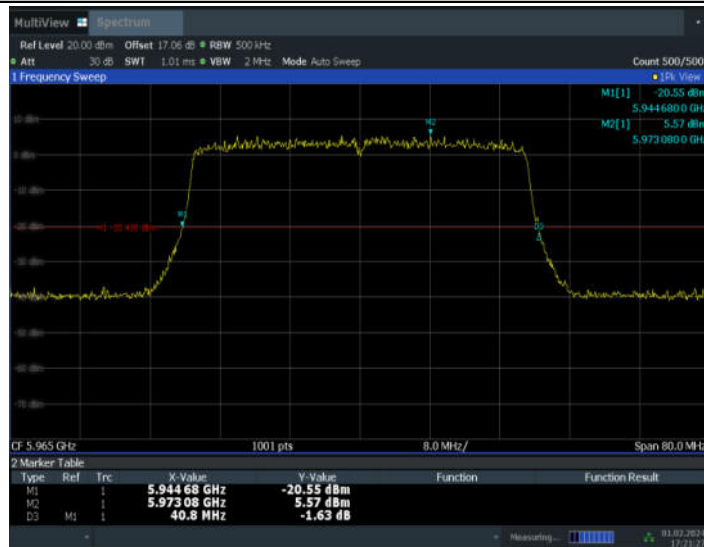 MultiView Spectrum
Ref Level 20.00 dBm Offset 17.06 dB RBW 500 kHz
Att 30 dB SWT 1.01 ms VBW 2 MHz Mode Auto Sweep Count 500/500
1 Frequency Sweep 1Pk View
M1[1] -20.55 dBm
5.9446800 GHz
M2[1] 5.57 dBm
5.9730800 GHz
M2
10 dBm
0 dBm
-10 dBm
M1
D3
-20 dBm
-30 dBm
-50 dBm
-60 dBm
-70 dBm
CF 5.965 GHz 1001 pts 8.0 MHz/ Span 80.0 MHz
2 Marker Table
Type Ref Trc X-Value Y-Value Function Function Result
M1 1 5.944 68 GHz -20.55 dBm
M2 1 5.973 08 GHz 5.57 dBm
D3 M1 1 40.8 MHz -1.63 dB
Measuring...
17:21:27